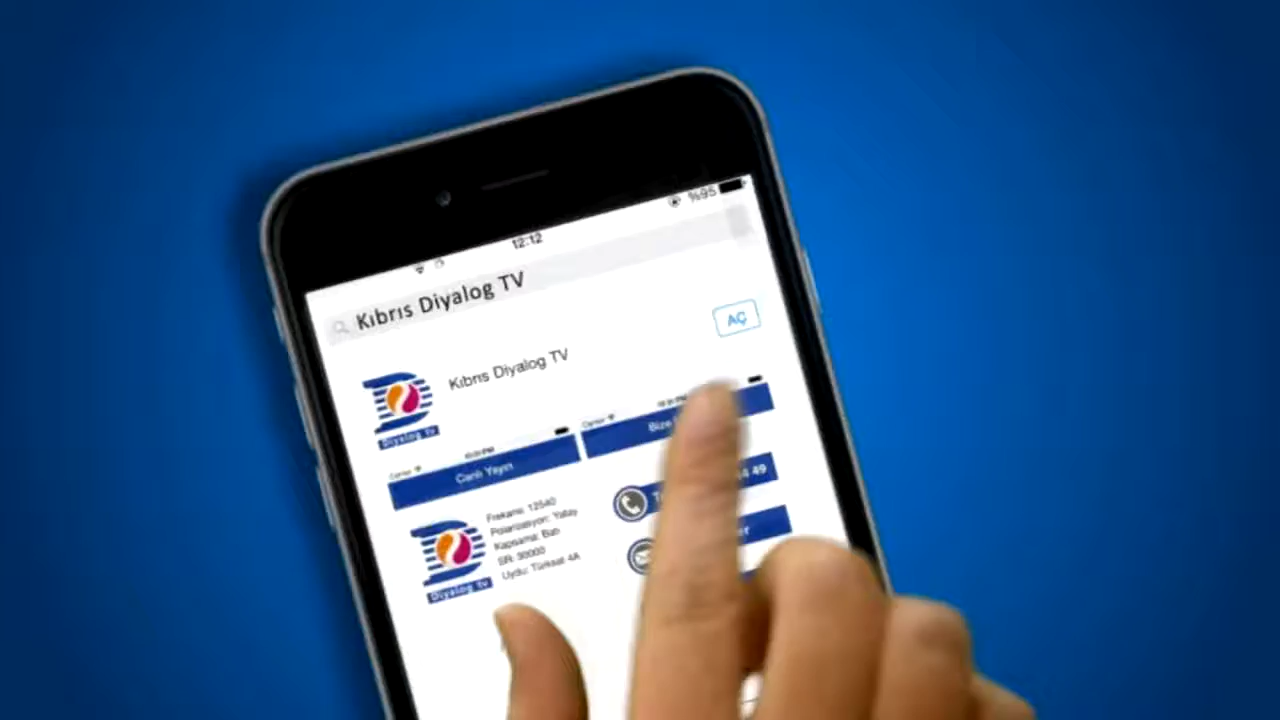 %95
12:12
Kıbrıs Diyalog TV
AÇ
Kıbrıs Diyalog TV
Diyalog tv
Canlı Yayın
Bize
49
Frekans: 12540
Polarizasyon: Yatay
Kapsama: Batı
SR: 30000
Uydu: Türksat 4A
Diyalog tv